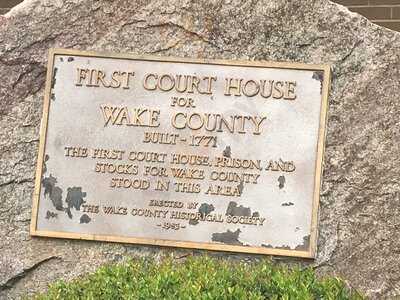 FIRST COURT HOUSE
FOR
WAKE COUNTY
BUILT - 1771
THE FIRST COURT HOUSE, PRISON, AND
STOCKS FOR WAKE COUNTY
STOOD IN THIS AREA
ERECTED BY
THE WAKE COUNTY HISTORICAL SOCIETY